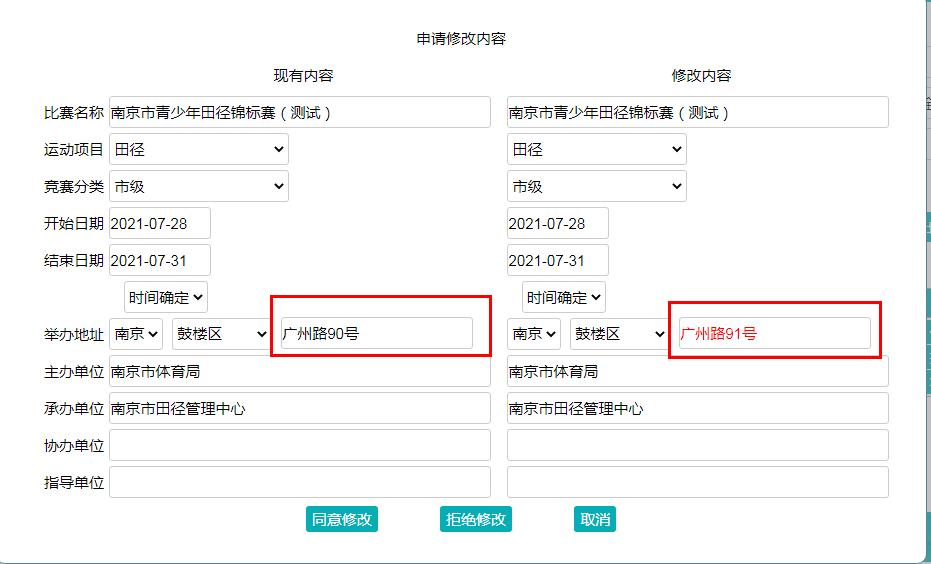 申请修改内容
现有内容 修改内容
比赛名称 南京市青少年田径锦标赛（测试） 南京市青少年田径锦标赛（测试）
运动项目 田径 田径
竞赛分类 市级 市级
开始日期 2021-07-28 2021-07-28
结束日期 2021-07-31 2021-07-31
时间确定 时间确定
举办地址 南京 鼓楼区 广州路90号 南京 鼓楼区 广州路91号
主办单位 南京市体育局 南京市体育局
承办单位 南京市田径管理中心 南京市田径管理中心
协办单位
指导单位
同意修改 拒绝修改 取消